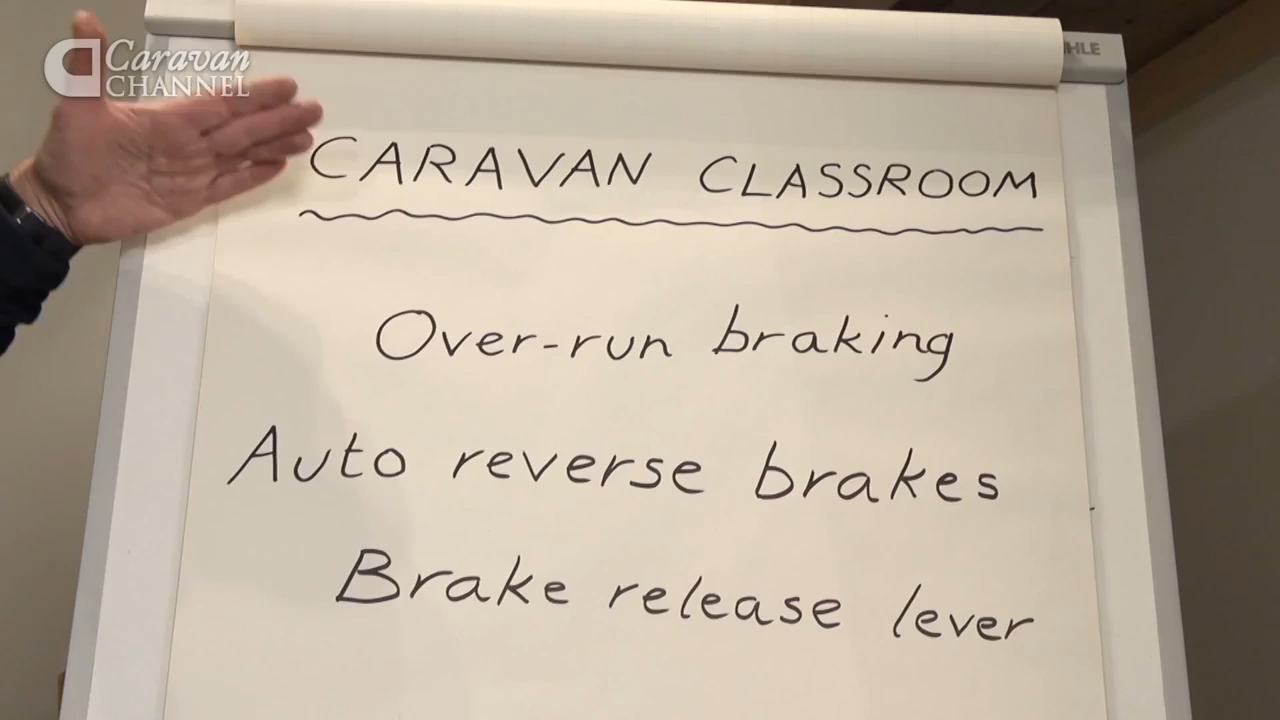 Caravan
CHANNEL
CARAVAN CLASSROOM
Over-run braking
Auto reverse brakes
Brake release lever